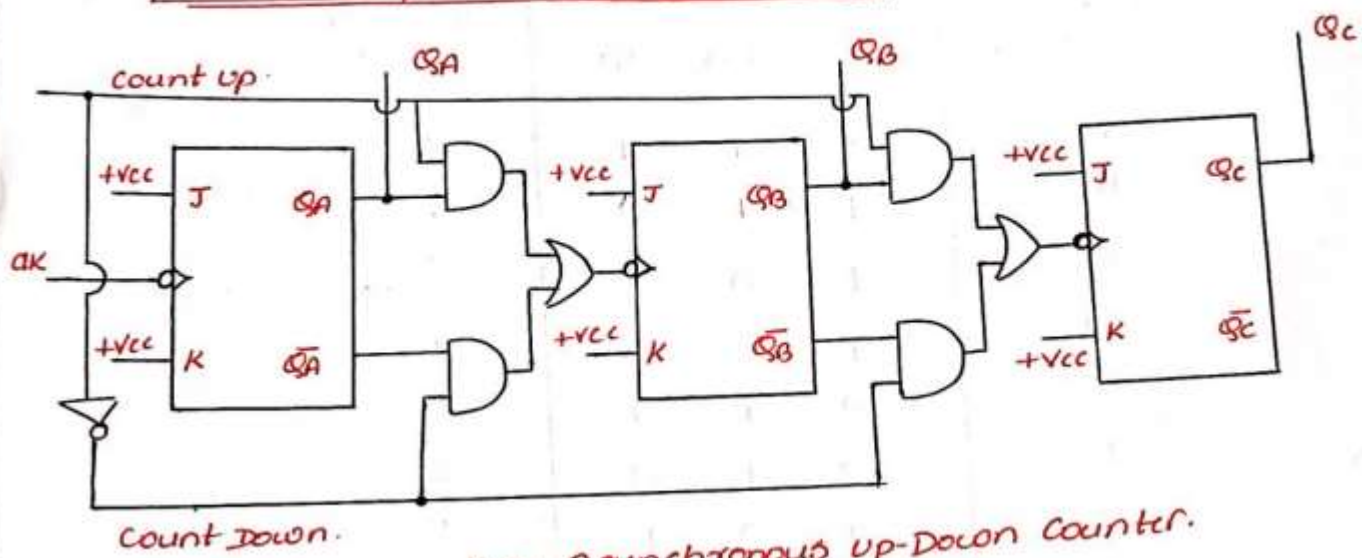 Count up.
QA
QB
QC
+VCC
J
QA
CLK
+VCC
K
Q̅A̅
+VCC
J
QB
+VCC
K
Q̅B̅
+VCC
J
QC
K
+VCC
Q̅C̅
Count Down.
Asynchronous Up-Down Counter.